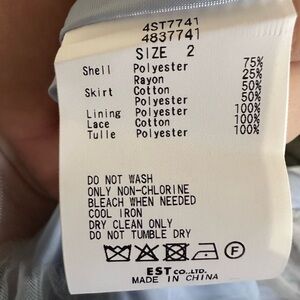 4ST7741
4837741
SIZE 2
Shell Polyester 75%
Rayon 25%
Skirt Cotton 50%
Polyester 50%
Lining Polyester 100%
Lace Cotton 100%
Tulle Polyester 100%
DO NOT WASH
ONLY NON-CHLORINE
BLEACH WHEN NEEDED
COOL IRON
DRY CLEAN ONLY
DO NOT TUMBLE DRY
F
EST CO.,LTD.
MADE IN CHINA